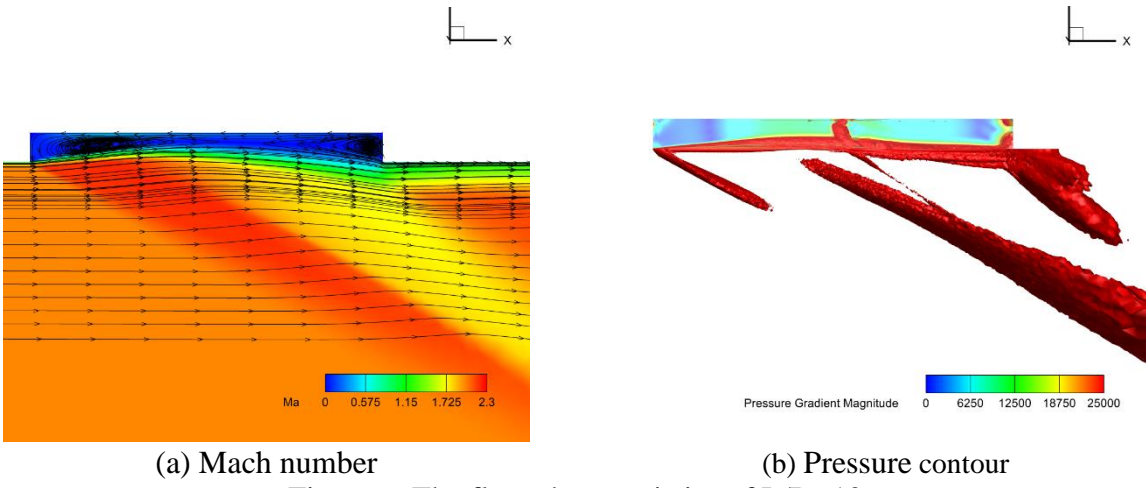 X
X
Ma 0 0.575 1.15 1.725 2.3
Pressure Gradient Magnitude 0 6250 12500 18750 25000
(a) Mach number
(b) Pressure contour